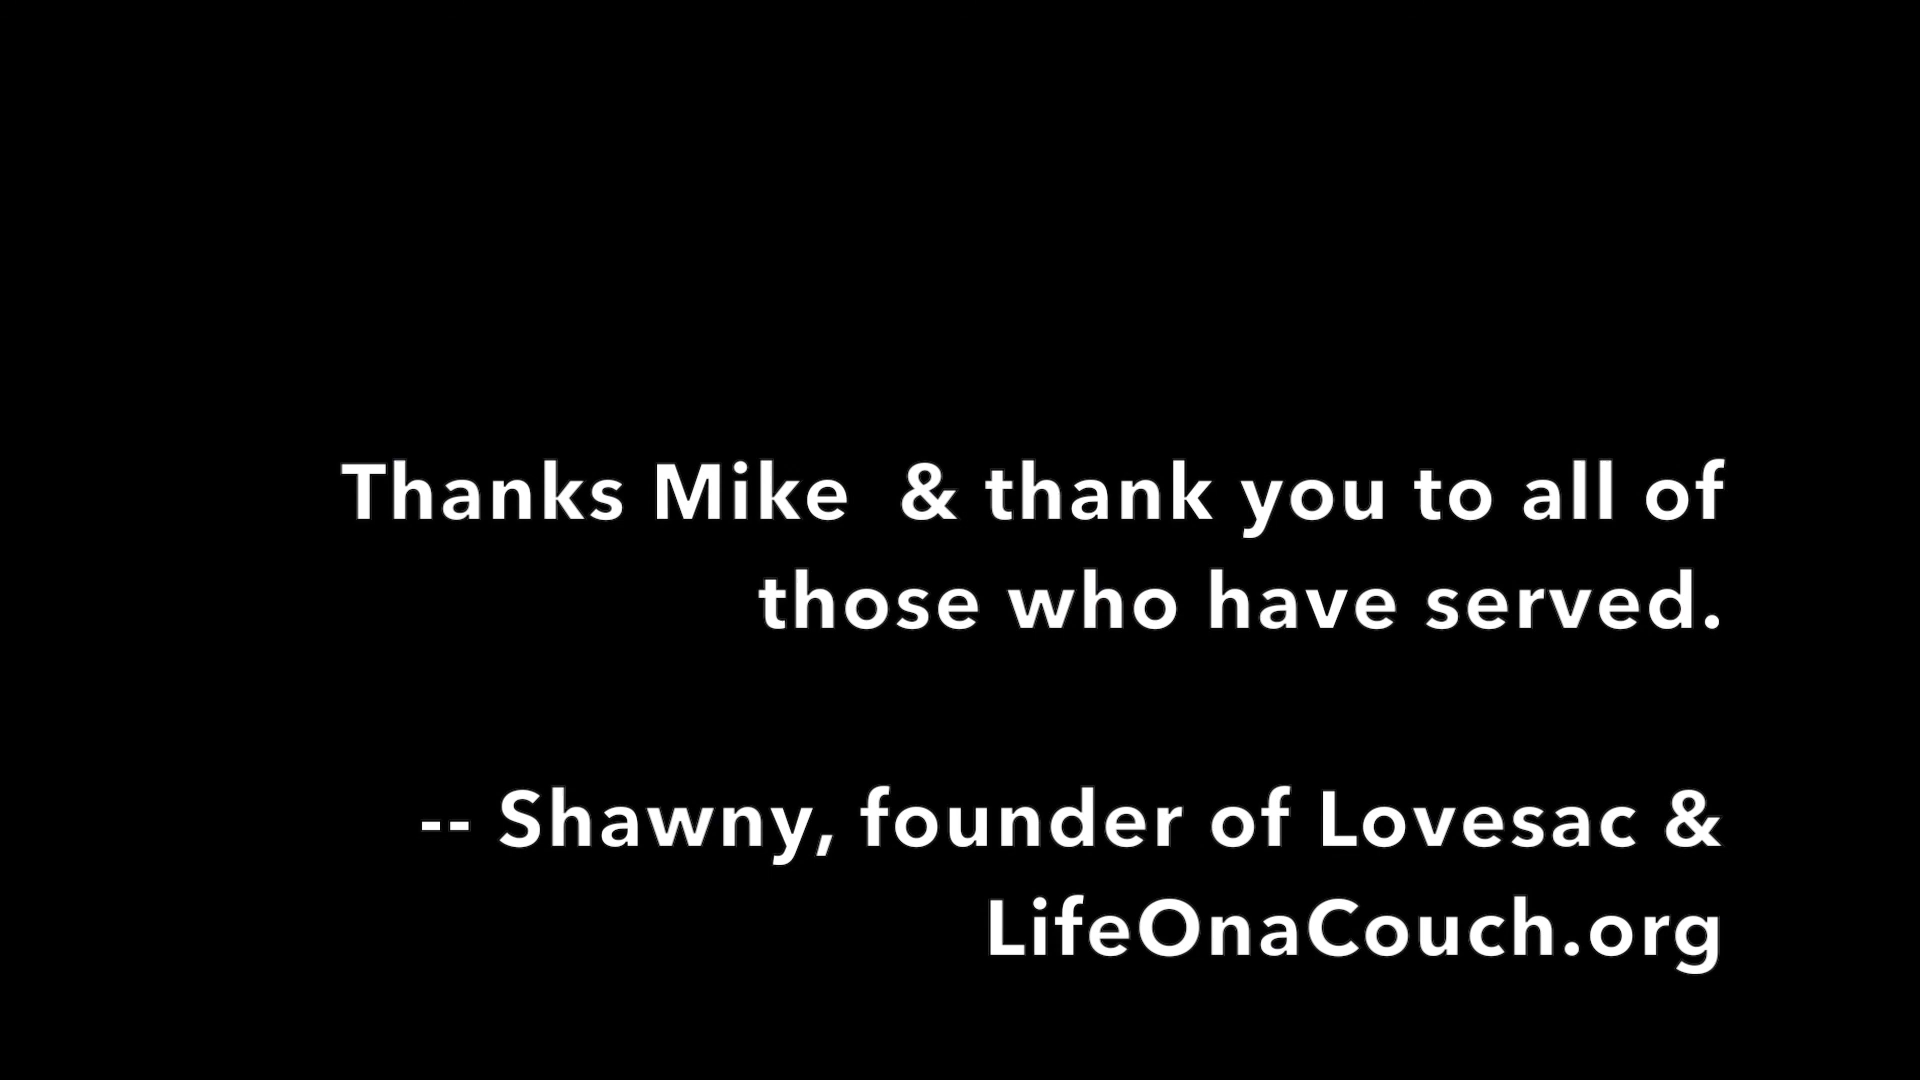 Thanks Mike  & thank you to all of
those who have served.
-- Shawny, founder of Lovesac &
LifeOnaCouch.org